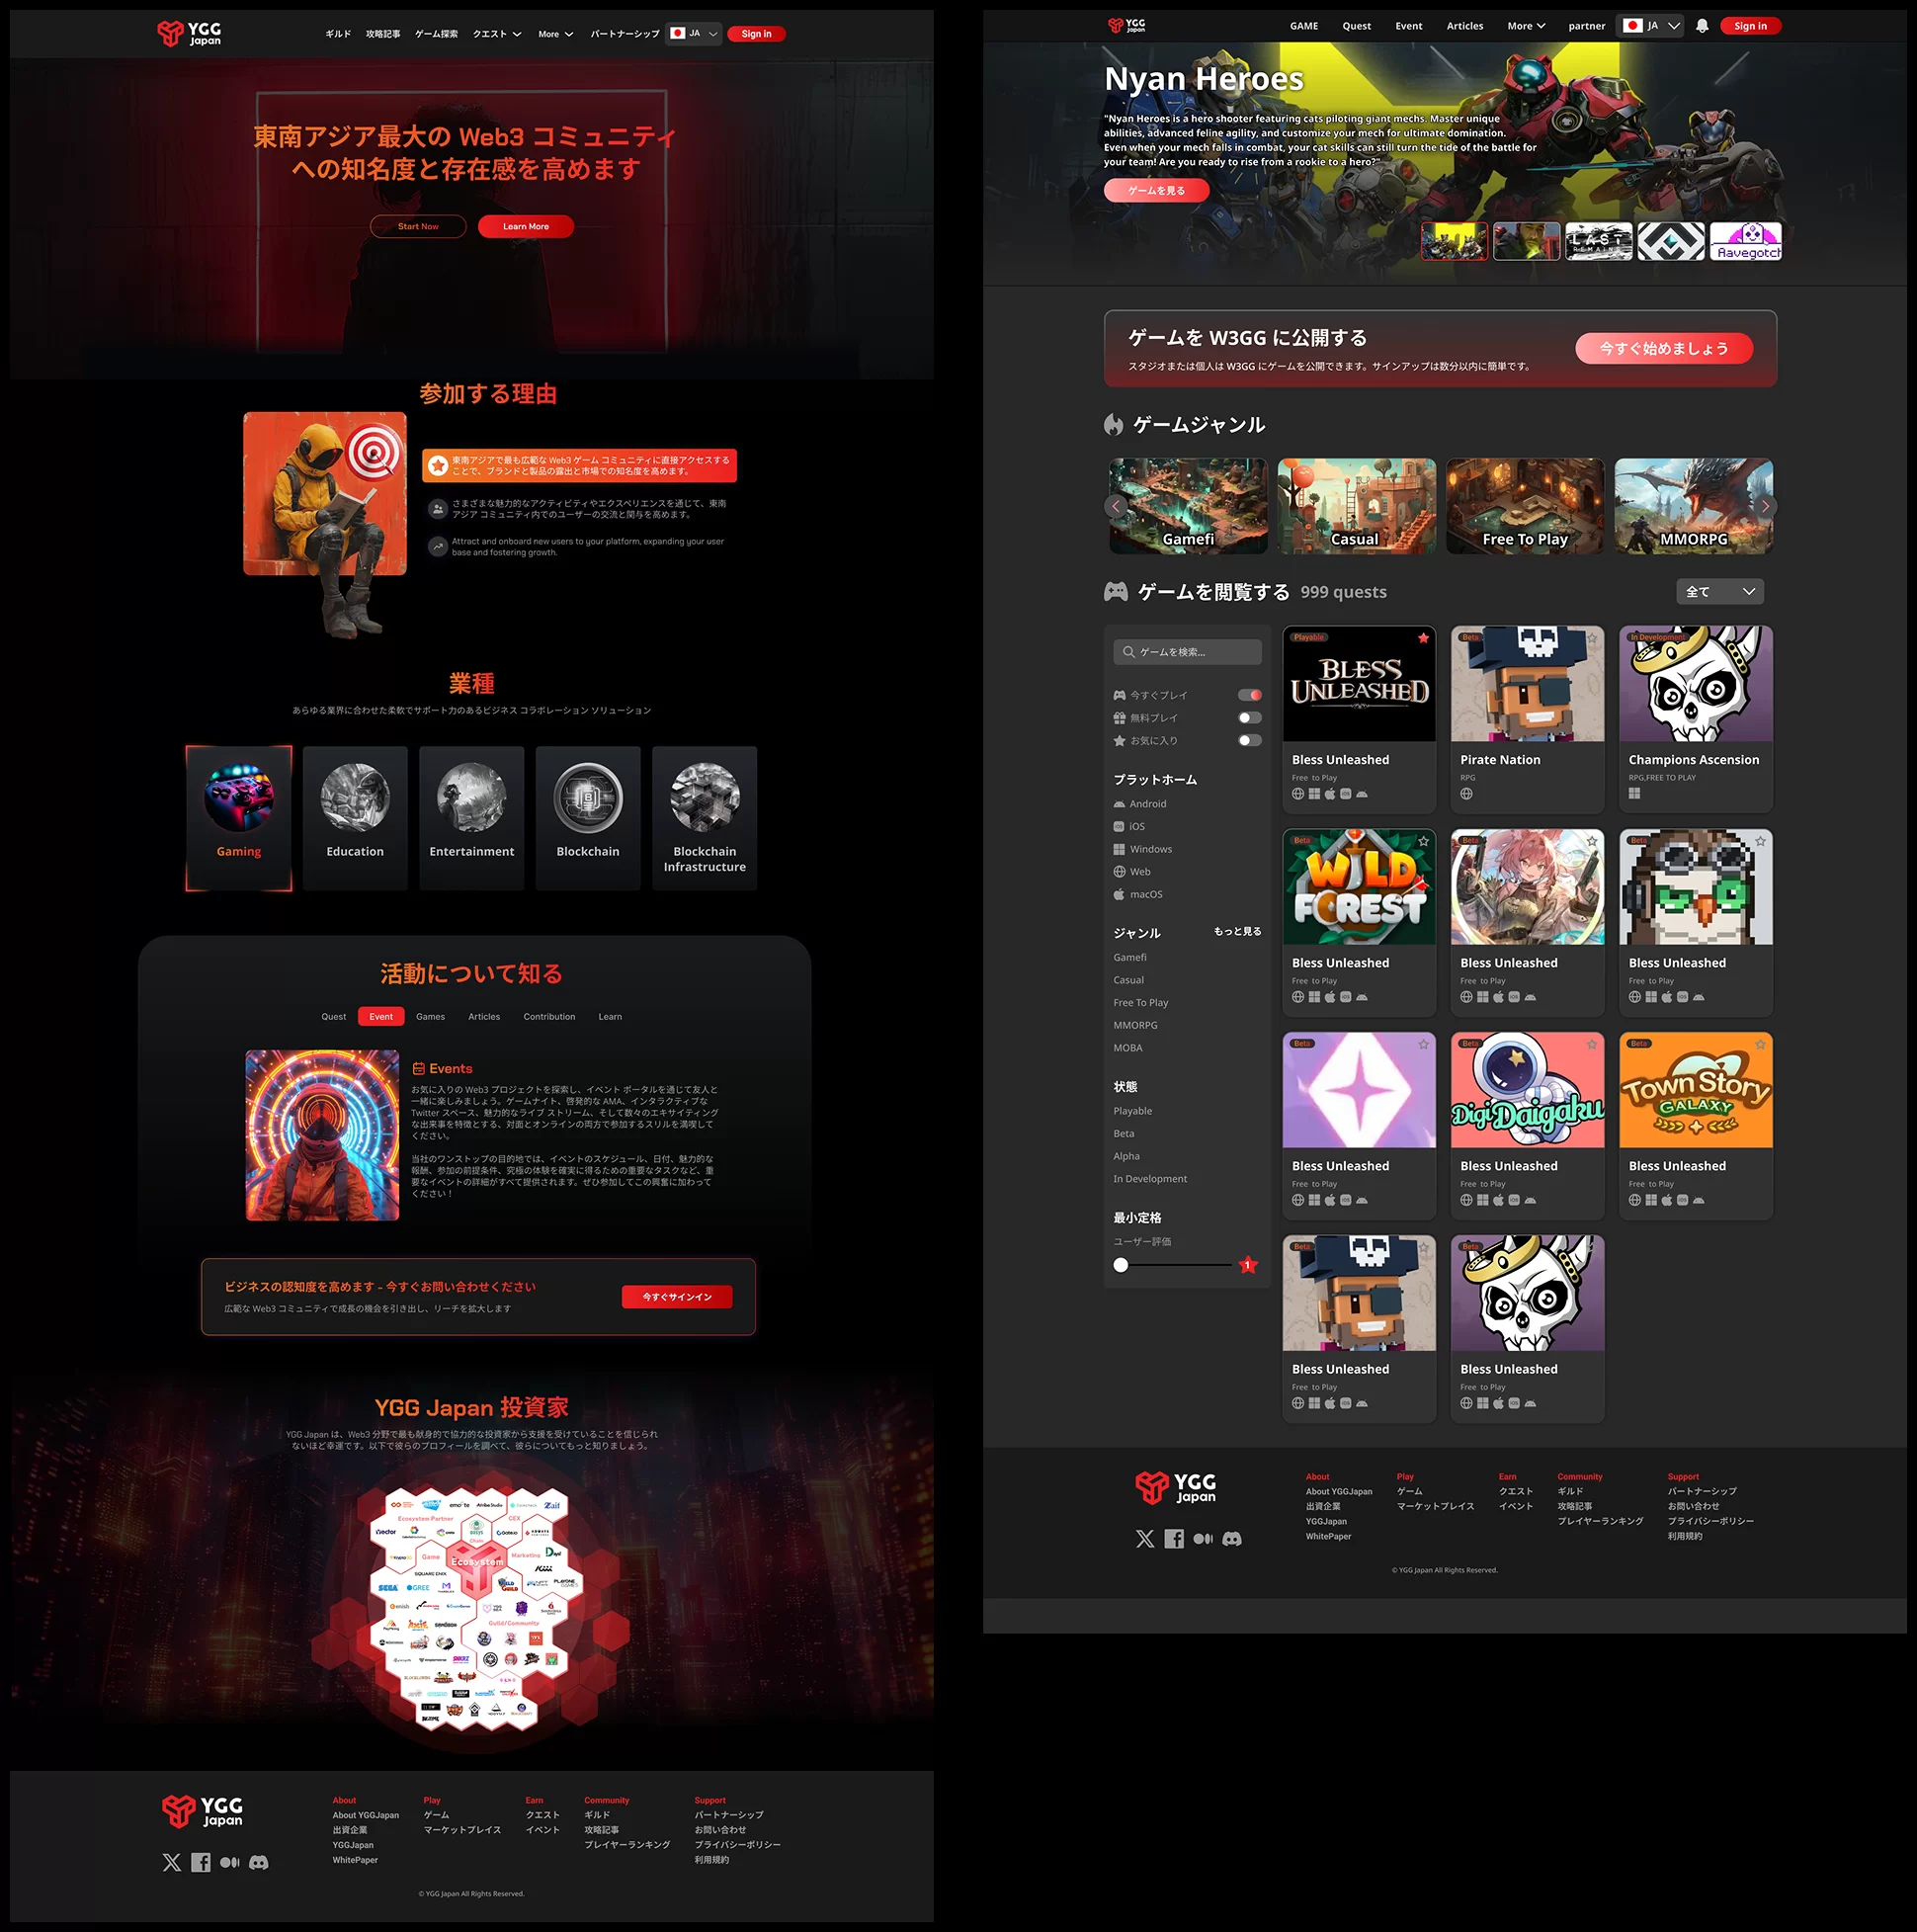 YGG
Japan
ギルド 攻略記事 ゲーム探索 クエスト More パートナーシップ JA Sign in
東南アジア最大の Web3 コミュニティ
への知名度と存在感を高めます
Start Now Learn More
参加する理由
東南アジアで最も広範な Web3 ゲーム コミュニティに直接アクセスする
ことで、ブランドと製品の露出と市場での知名度を高めます。
さまざまな魅力的なアクティビティやエクスペリエンスを通じて、東南
アジア コミュニティ内でのユーザーの交流と関与を高めます。
Attract and onboard new users to your platform, expanding your user
base and fostering growth.
業種
あらゆる業界に合わせた柔軟でサポート力のあるビジネス コラボレーション ソリューション
Gaming Education Entertainment Blockchain Blockchain
Infrastructure
活動について知る
Quest Event Games Articles Contribution Learn
Events
お気に入りの Web3 プロジェクトを探索し、イベント ポータルを通じて友人と
一緒に楽しみましょう。ゲームナイト、啓発的な AMA、インタラクティブな
Twitter スペース、魅力的なライブ ストリーム、そして数々のエキサイティング
な出来事を特徴とする、対面とオンラインの両方で参加するスリルを満喫して
ください。
当社のワンストップの目的地では、イベントのスケジュール、日付、魅力的な
報酬、参加の前提条件、究極の体験を確実に得るための重要なタスクなど、重
要なイベントの詳細がすべて提供されます。ぜひ参加してこの興奮に加わって
ください！
ビジネスの認知度を高めます - 今すぐお問い合わせください
広範な Web3 コミュニティで成長の機会を引き出し、リーチを拡大します
今すぐサインイン
YGG Japan 投資家
YGG Japan は、Web3 分野で最も献身的で協力的な投資家から支援を受けていることを信じられ
ないほど幸運です。以下で彼らのプロフィールを調べて、彼らについてもっと知りましょう。
Zaif
Ecosystem Partner
CEX
Gate.io
Game
Ecosystem
Marketing
SQUARE ENIX
SEGA
GREE
Guild/Community
YGG
Japan
About Play Earn Community Support
About YGGJapan ゲーム クエスト ギルド パートナーシップ
出資企業 マーケットプレイス イベント 攻略記事 お問い合わせ
YGGJapan プレイヤーランキング プライバシーポリシー
WhitePaper 利用規約
© YGG Japan All Rights Reserved.
YGG
Japan
GAME Quest Event Articles More partner JA Sign in
Nyan Heroes
"Nyan Heroes is a hero shooter featuring cats piloting giant mechs. Master unique
abilities, advanced feline agility, and customize your mech for ultimate domination.
Even when your mech falls in combat, your cat skills can still turn the tide of the battle for
your team! Are you ready to rise from a rookie to a hero?"
ゲームを見る
LAST
REMAINS
Aavegotch
ゲームを W3GG に公開する
スタジオまたは個人は W3GG にゲームを公開できます。サインアップは数分以内に簡単です。
今すぐ始めましょう
ゲームジャンル
Gamefi Casual Free To Play MMORPG
ゲームを閲覧する 999 quests 全て
ゲームを検索...
今すぐプレイ
無料プレイ
お気に入り
プラットホーム
Android
iOS
Windows
Web
macOS
ジャンル もっと見る
Gamefi
Casual
Free To Play
MMORPG
MOBA
状態
Playable
Beta
Alpha
In Development
最小定格
ユーザー評価
1
Playable Beta In Development
BLESS
UNLEASHED
Bless Unleashed Pirate Nation Champions Ascension
Free to Play RPG RPG,FREE TO PLAY
Beta Beta Beta
WILD
FOREST
Bless Unleashed Bless Unleashed Bless Unleashed
Free to Play Free to Play Free to Play
Beta Beta Beta
DigiDaigaku
Town Story
GALAXY
Bless Unleashed Bless Unleashed Bless Unleashed
Free to Play Free to Play Free to Play
Beta Beta
Bless Unleashed Bless Unleashed
Free to Play Free to Play
YGG
Japan
About Play Earn Community Support
About YGGJapan ゲーム クエスト ギルド パートナーシップ
出資企業 マーケットプレイス イベント 攻略記事 お問い合わせ
YGGJapan プレイヤーランキング プライバシーポリシー
WhitePaper 利用規約
© YGG Japan All Rights Reserved.